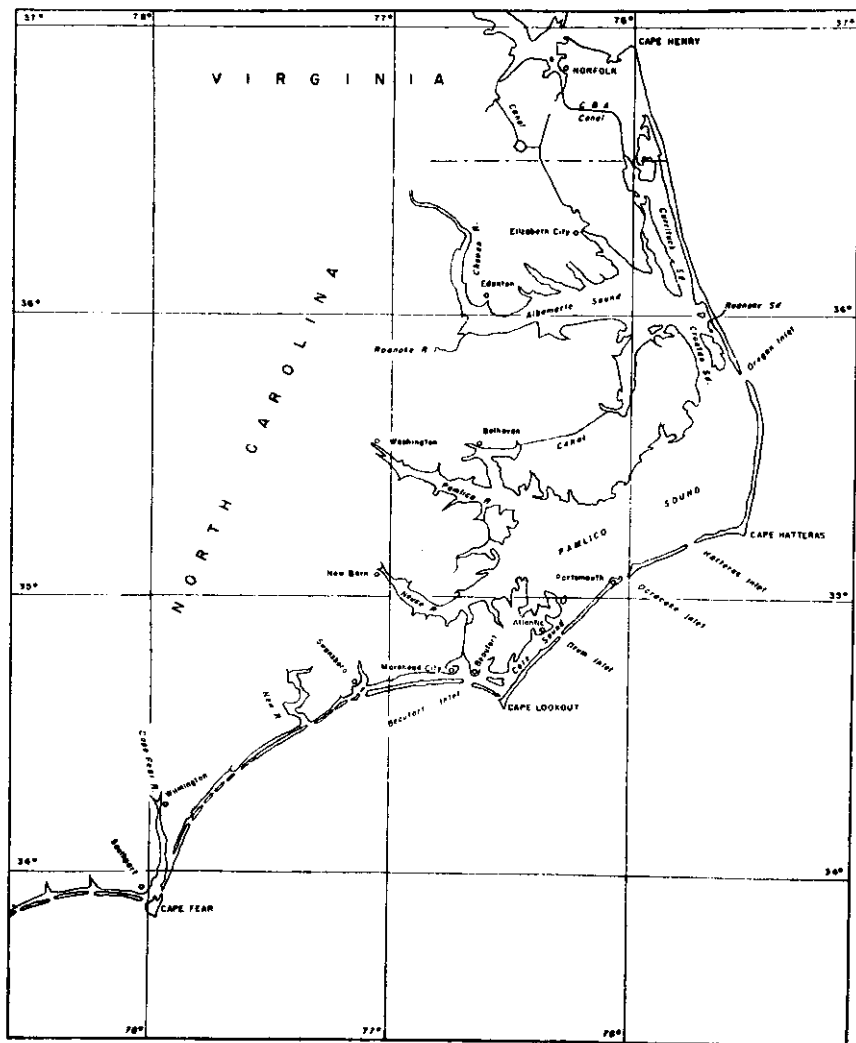 37°
78°
77°
76°
37°
CAPE HENRY
NORFOLK
VIRGINIA
C B A
Canal
Canal
Elizabeth City
Currituck Sd
Chowan R.
Edenton
36°
Albemarle Sound
Roanoke Sd
36°
Roanoke R
Croatan Sd.
Oregon Inlet
NORTH CAROLINA
Washington
Belhaven
Canal
Pamlico R
PAMLICO SOUND
CAPE HATTERAS
Hatteras Inlet
Ocracoke Inlet
New Bern
Portsmouth
35°
35°
Neuse R
Atlantic
Core Sound
Drum Inlet
Swansboro
Morehead City
Beaufort
New R
Beaufort Inlet
CAPE LOOKOUT
Cape Fear R.
Wilmington
Southport
34°
34°
CAPE FEAR
78°
77°
76°